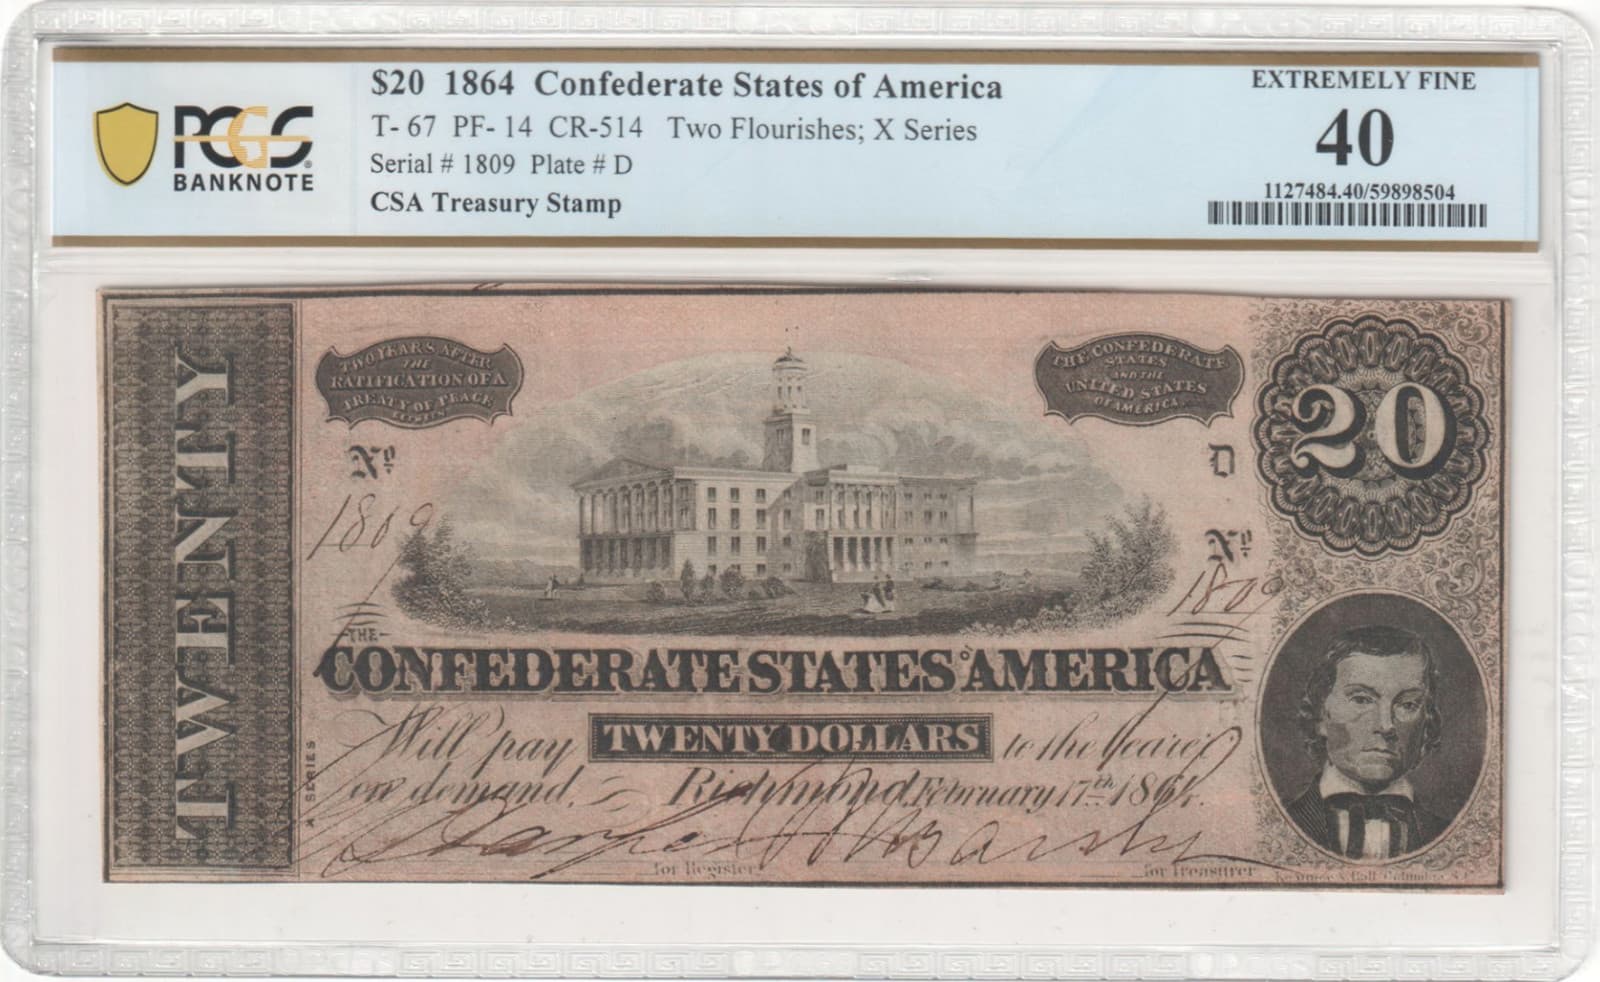 PCGS
BANKNOTE
$20 1864 Confederate States of America
T- 67 PF- 14 CR-514 Two Flourishes; X Series
Serial # 1809 Plate # D
CSA Treasury Stamp
EXTREMELY FINE
40
1127484.40/59898504
TWENTY
TWO YEARS AFTER
THE
RATIFICATION OF A
TREATY OF PEACE
BETWEEN
THE CONFEDERATE
STATES
AND THE
UNITED STATES
OF AMERICA.
20
No
1809
D
No
1809
THE
CONFEDERATE STATES OF AMERICA
Will pay TWENTY DOLLARS to the bearer
on demand. Richmond February 17th 1864.
X SERIES
for Register
for Treasurer